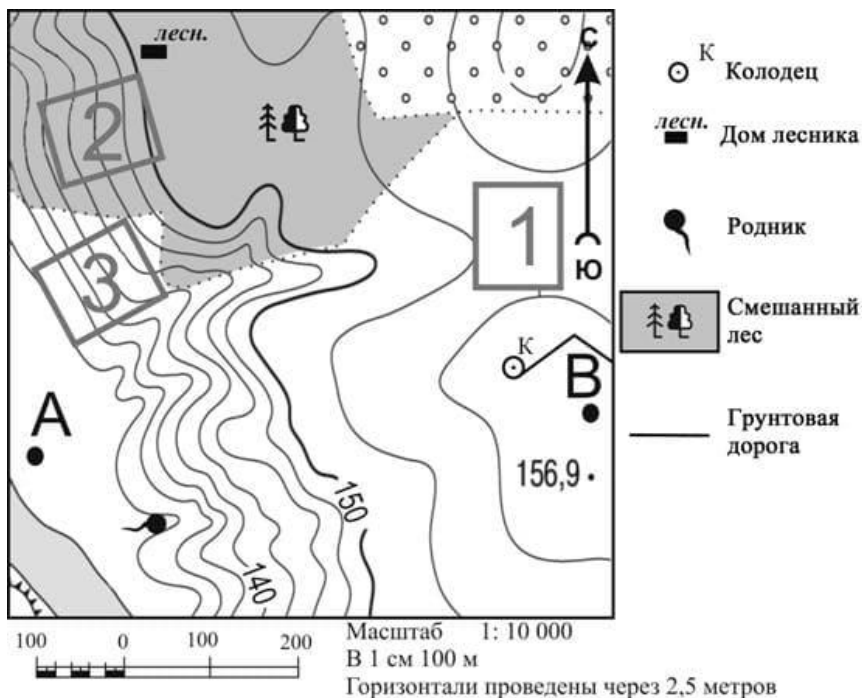 лесн.
С
К
Колодец
лесн.
Дом лесника
2
1
Родник
3
Ю
Смешанный
лес
К
А
В
Грунтовая
дорога
156,9
150
140
100 0 100 200
Масштаб 1: 10 000
В 1 см 100 м
Горизонтали проведены через 2,5 метров